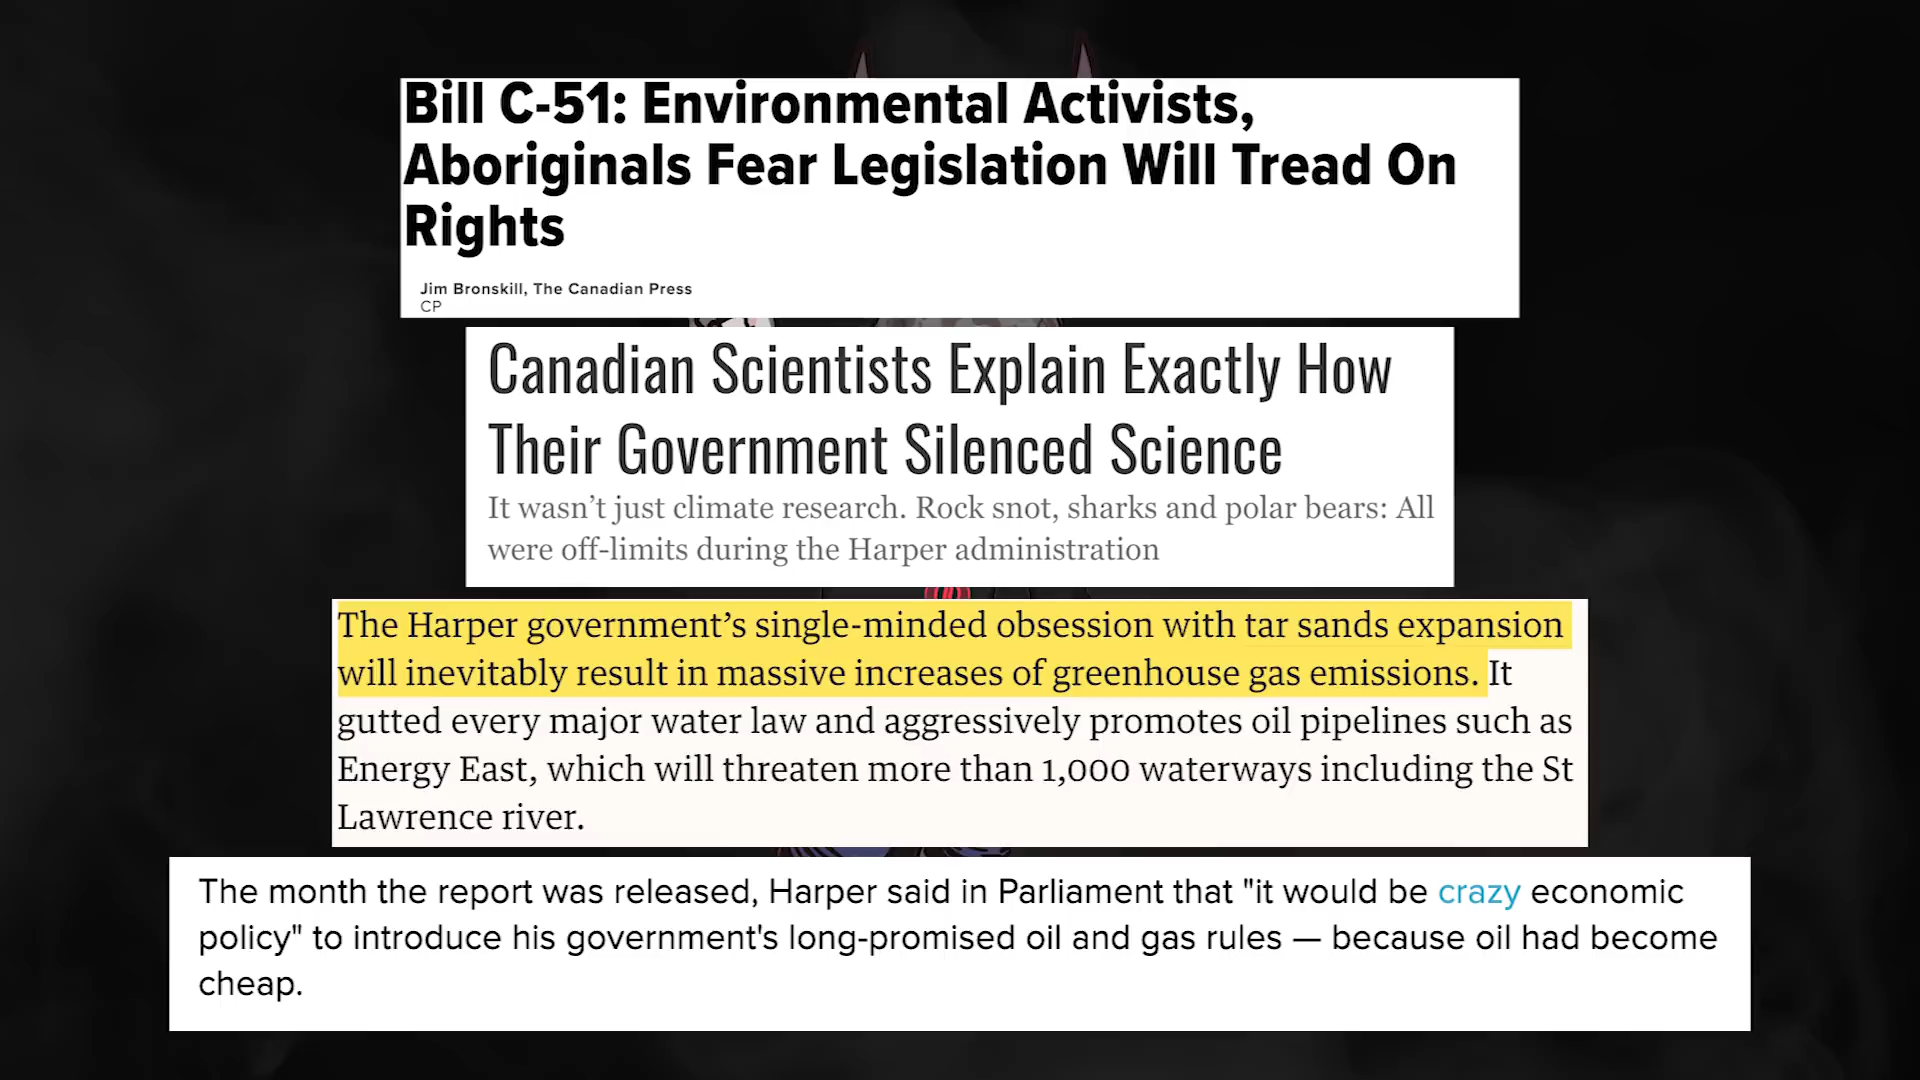 Bill C-51: Environmental Activists,
Aboriginals Fear Legislation Will Tread On
Rights
Jim Bronskill, The Canadian Press
CP
Canadian Scientists Explain Exactly How
Their Government Silenced Science
It wasn’t just climate research. Rock snot, sharks and polar bears: All
were off-limits during the Harper administration
The Harper government’s single-minded obsession with tar sands expansion
will inevitably result in massive increases of greenhouse gas emissions. It
gutted every major water law and aggressively promotes oil pipelines such as
Energy East, which will threaten more than 1,000 waterways including the St
Lawrence river.
The month the report was released, Harper said in Parliament that "it would be crazy economic
policy" to introduce his government's long-promised oil and gas rules — because oil had become
cheap.